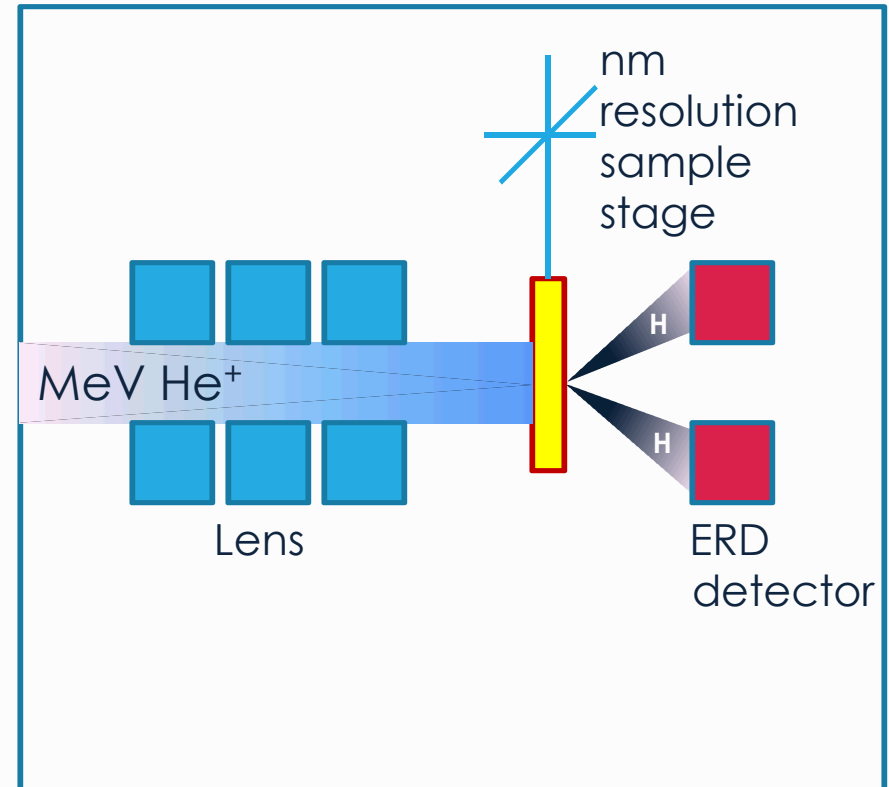 nm
resolution
sample
stage
H
MeV He⁺
H
Lens
ERD
detector